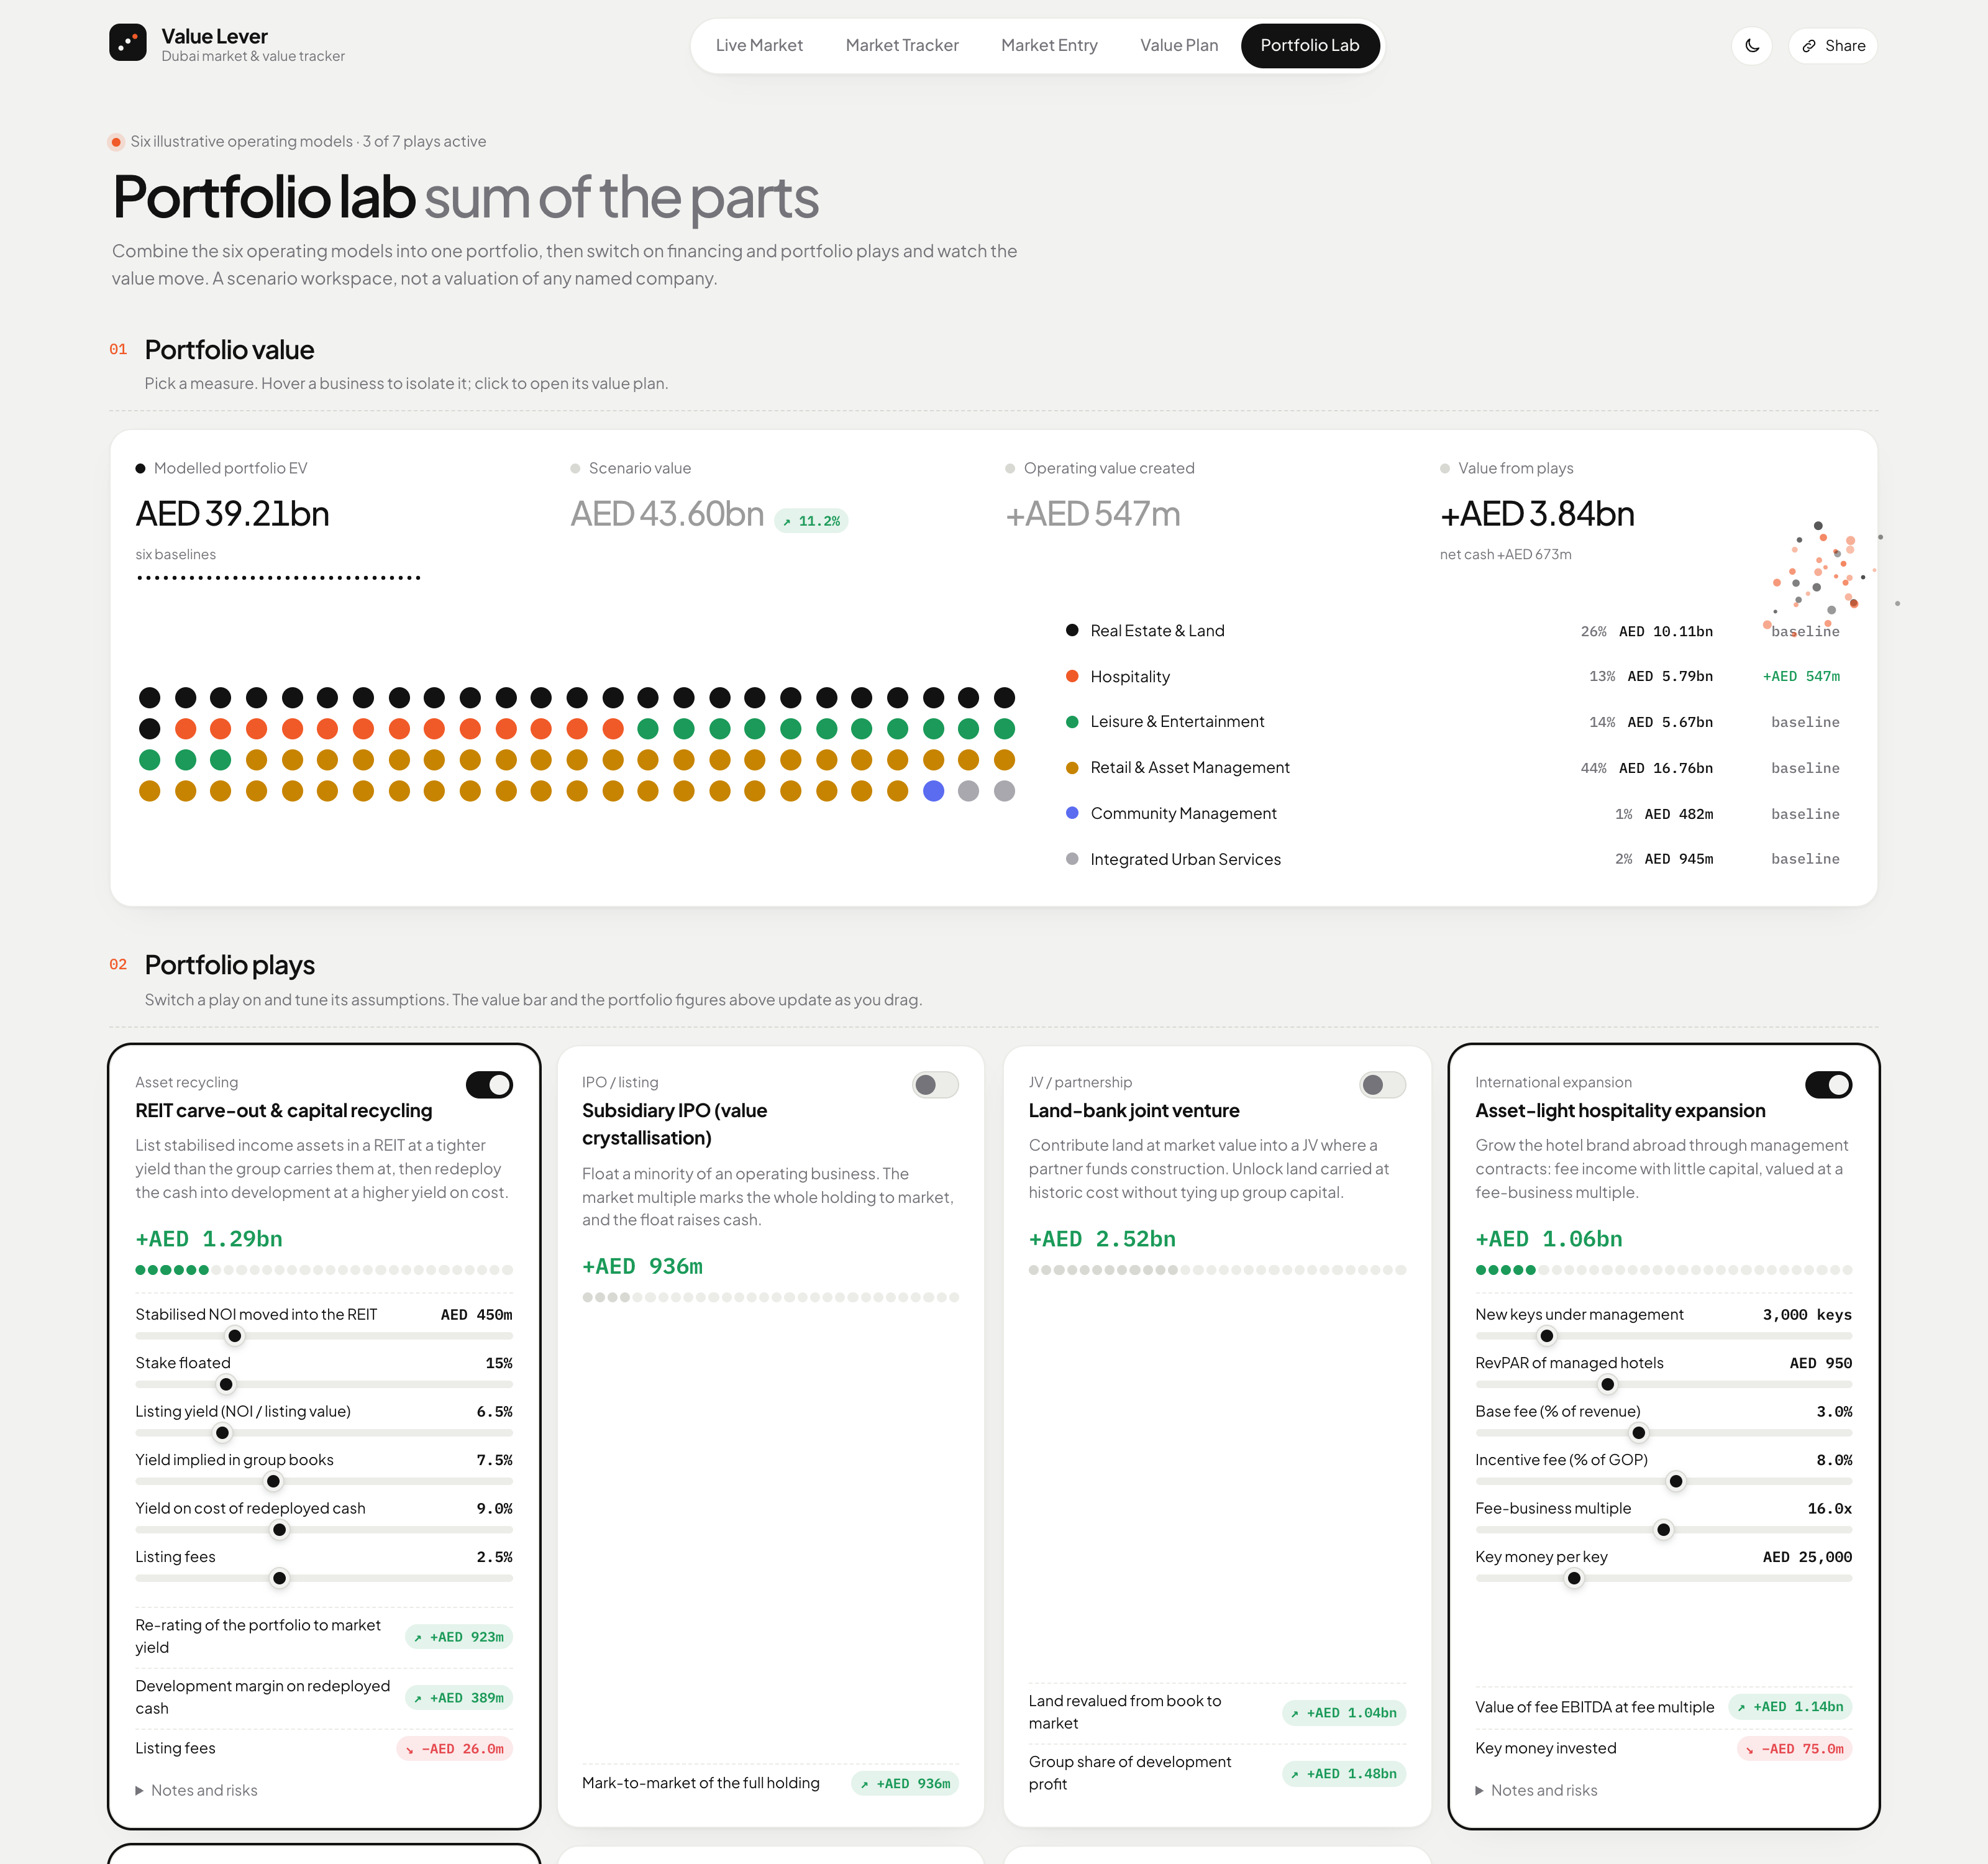 Value Lever
Dubai market & value tracker
Live Market
Market Tracker
Market Entry
Value Plan
Portfolio Lab
Share
Six illustrative operating models · 3 of 7 plays active
Portfolio lab sum of the parts
Combine the six operating models into one portfolio, then switch on financing and portfolio plays and watch the
value move. A scenario workspace, not a valuation of any named company.
01 Portfolio value
Pick a measure. Hover a business to isolate it; click to open its value plan.
Modelled portfolio EV
AED 39.21bn
six baselines
Scenario value
AED 43.60bn ↗ 11.2%
Operating value created
+AED 547m
Value from plays
+AED 3.84bn
net cash +AED 673m
Real Estate & Land 26% AED 10.11bn baseline
Hospitality 13% AED 5.79bn +AED 547m
Leisure & Entertainment 14% AED 5.67bn baseline
Retail & Asset Management 44% AED 16.76bn baseline
Community Management 1% AED 482m baseline
Integrated Urban Services 2% AED 945m baseline
02 Portfolio plays
Switch a play on and tune its assumptions. The value bar and the portfolio figures above update as you drag.
Asset recycling
REIT carve-out & capital recycling
List stabilised income assets in a REIT at a tighter
yield than the group carries them at, then redeploy
the cash into development at a higher yield on cost.
+AED 1.29bn
Stabilised NOI moved into the REIT AED 450m
Stake floated 15%
Listing yield (NOI / listing value) 6.5%
Yield implied in group books 7.5%
Yield on cost of redeployed cash 9.0%
Listing fees 2.5%
Re-rating of the portfolio to market
yield
↗ +AED 923m
Development margin on redeployed
cash
↗ +AED 389m
Listing fees ↘ −AED 26.0m
▶ Notes and risks
IPO / listing
Subsidiary IPO (value
crystallisation)
Float a minority of an operating business. The
market multiple marks the whole holding to market,
and the float raises cash.
+AED 936m
Mark-to-market of the full holding ↗ +AED 936m
JV / partnership
Land-bank joint venture
Contribute land at market value into a JV where a
partner funds construction. Unlock land carried at
historic cost without tying up group capital.
+AED 2.52bn
Land revalued from book to
market
↗ +AED 1.04bn
Group share of development
profit
↗ +AED 1.48bn
International expansion
Asset-light hospitality expansion
Grow the hotel brand abroad through management
contracts: fee income with little capital, valued at a
fee-business multiple.
+AED 1.06bn
New keys under management 3,000 keys
RevPAR of managed hotels AED 950
Base fee (% of revenue) 3.0%
Incentive fee (% of GOP) 8.0%
Fee-business multiple 16.0x
Key money per key AED 25,000
Value of fee EBITDA at fee multiple ↗ +AED 1.14bn
Key money invested ↘ −AED 75.0m
▶ Notes and risks